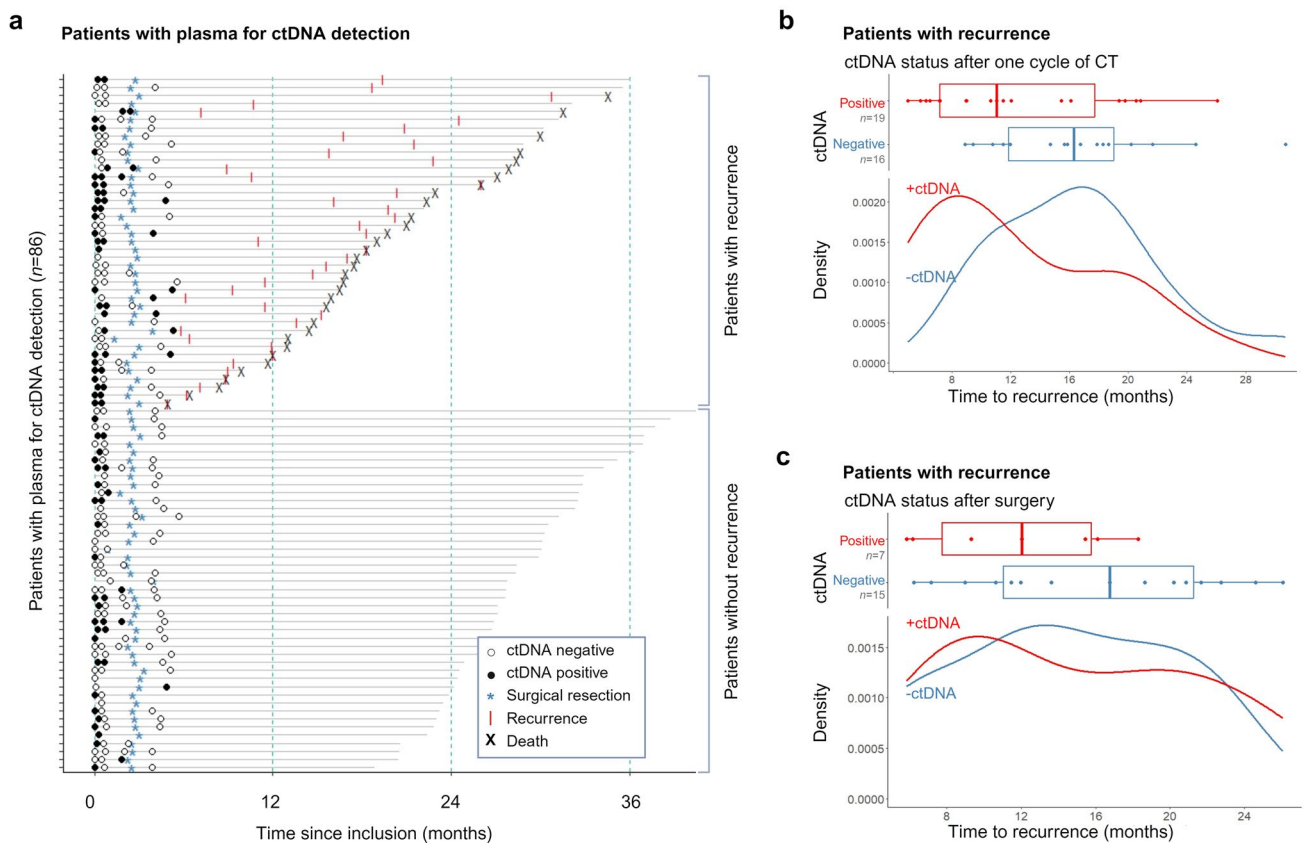 a
Patients with plasma for ctDNA detection
Patients with plasma for ctDNA detection (n=86)
Patients with recurrence
Patients without recurrence
ctDNA negative
ctDNA positive
Surgical resection
Recurrence
Death
0 12 24 36
Time since inclusion (months)
b
Patients with recurrence
ctDNA status after one cycle of CT
ctDNA
Positive
n=19
Negative
n=16
+ctDNA
-ctDNA
Density
0.0020
0.0015
0.0010
0.0005
0.0000
8 12 16 20 24 28
Time to recurrence (months)
c
Patients with recurrence
ctDNA status after surgery
ctDNA
Positive
n=7
Negative
n=15
+ctDNA
-ctDNA
Density
0.0015
0.0010
0.0005
0.0000
8 12 16 20 24
Time to recurrence (months)